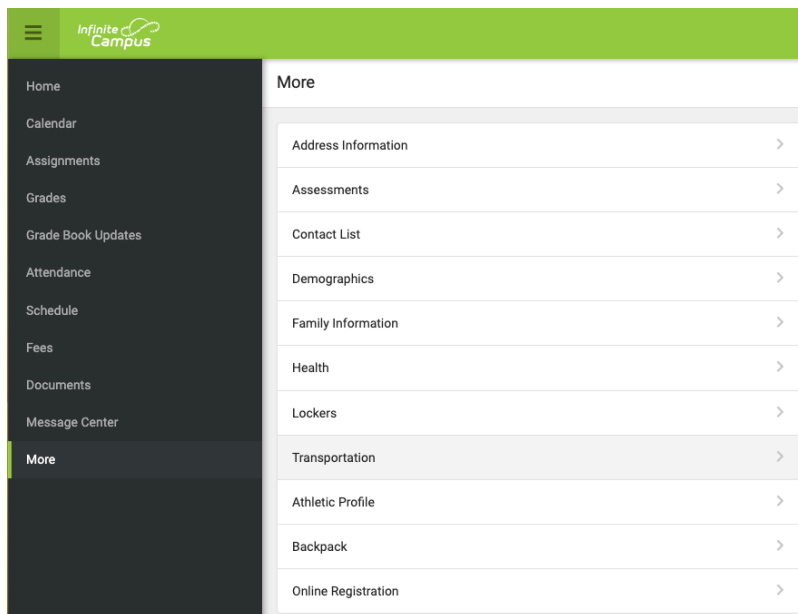 Infinite
Campus
Home
Calendar
Assignments
Grades
Grade Book Updates
Attendance
Schedule
Fees
Documents
Message Center
More
More
Address Information
Assessments
Contact List
Demographics
Family Information
Health
Lockers
Transportation
Athletic Profile
Backpack
Online Registration